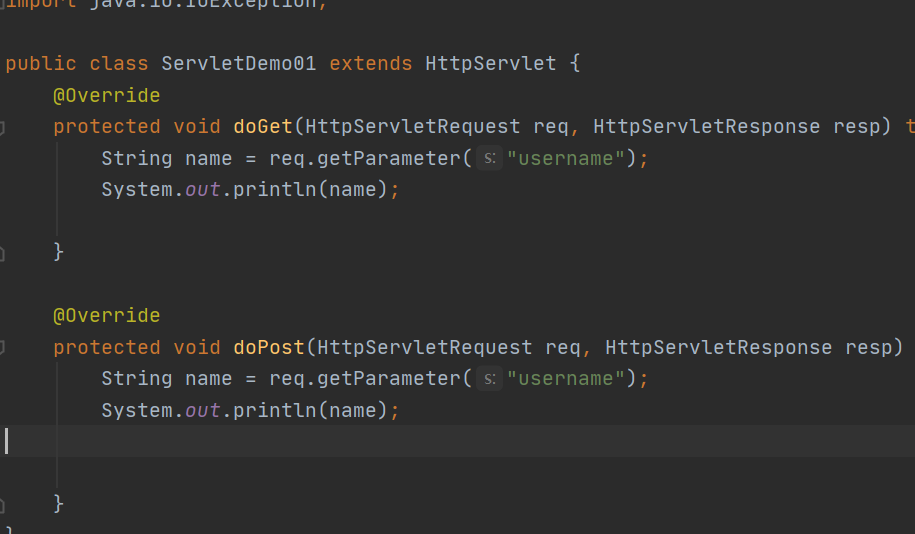 import java.io.IOException;
public class ServletDemo01 extends HttpServlet {
@Override
protected void doGet(HttpServletRequest req, HttpServletResponse resp) t
String name = req.getParameter( s: "username");
System.out.println(name);
}
@Override
protected void doPost(HttpServletRequest req, HttpServletResponse resp)
String name = req.getParameter( s: "username");
System.out.println(name);
}
}